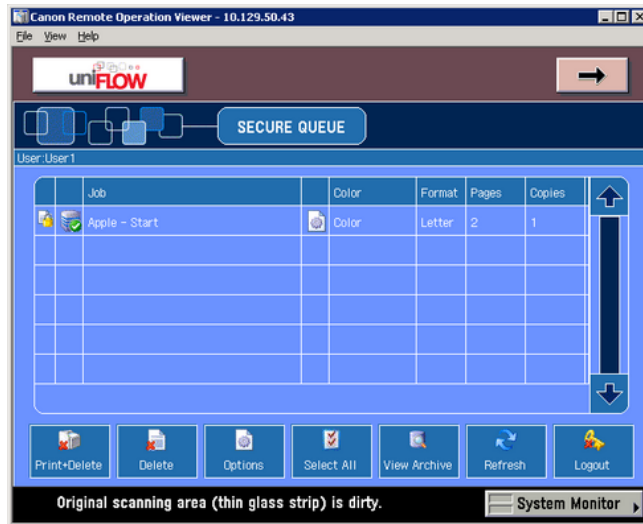 Canon Remote Operation Viewer - 10.129.50.43
File View Help
uniFLOW
SECURE QUEUE
User:User1
Job Color Format Pages Copies
Apple - Start Color Letter 2 1
Print+Delete Delete Options Select All View Archive Refresh Logout
Original scanning area (thin glass strip) is dirty. System Monitor